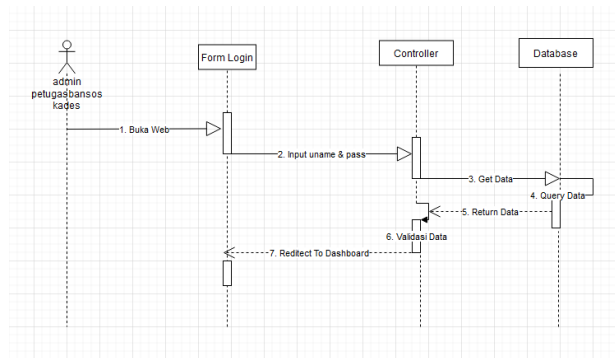 Form Login
Controller
Database
admin
petugasbansos
kades
1. Buka Web
2. Input uname & pass
3. Get Data
4. Query Data
5. Return Data
6. Validasi Data
7. Reditect To Dashboard